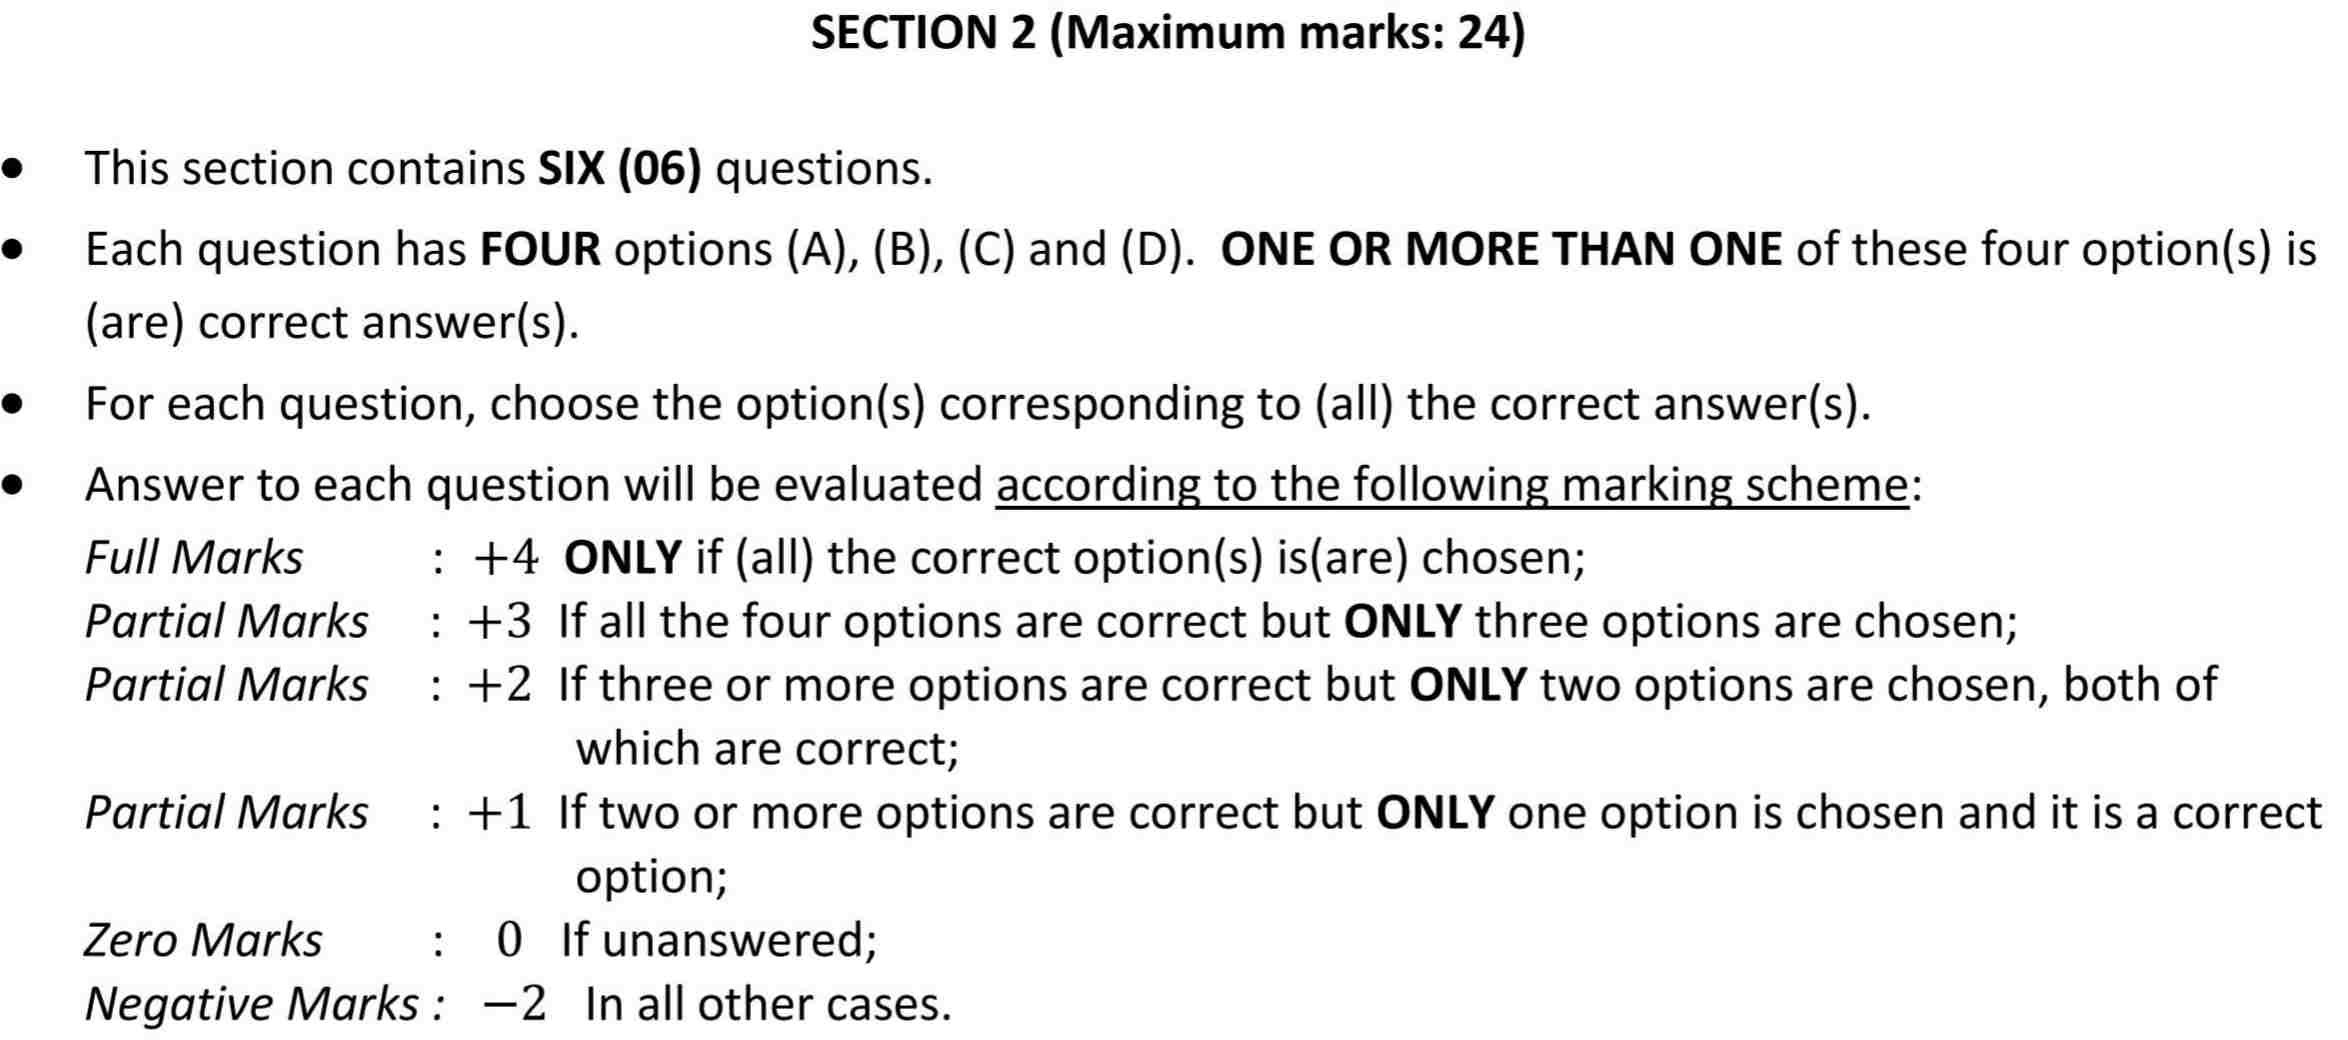 SECTION 2 (Maximum marks: 24)
• This section contains SIX (06) questions.
• Each question has FOUR options (A), (B), (C) and (D). ONE OR MORE THAN ONE of these four option(s) is
(are) correct answer(s).
• For each question, choose the option(s) corresponding to (all) the correct answer(s).
• Answer to each question will be evaluated according to the following marking scheme:
Full Marks : +4 ONLY if (all) the correct option(s) is(are) chosen;
Partial Marks : +3 If all the four options are correct but ONLY three options are chosen;
Partial Marks : +2 If three or more options are correct but ONLY two options are chosen, both of
which are correct;
Partial Marks : +1 If two or more options are correct but ONLY one option is chosen and it is a correct
option;
Zero Marks : 0 If unanswered;
Negative Marks : −2 In all other cases.